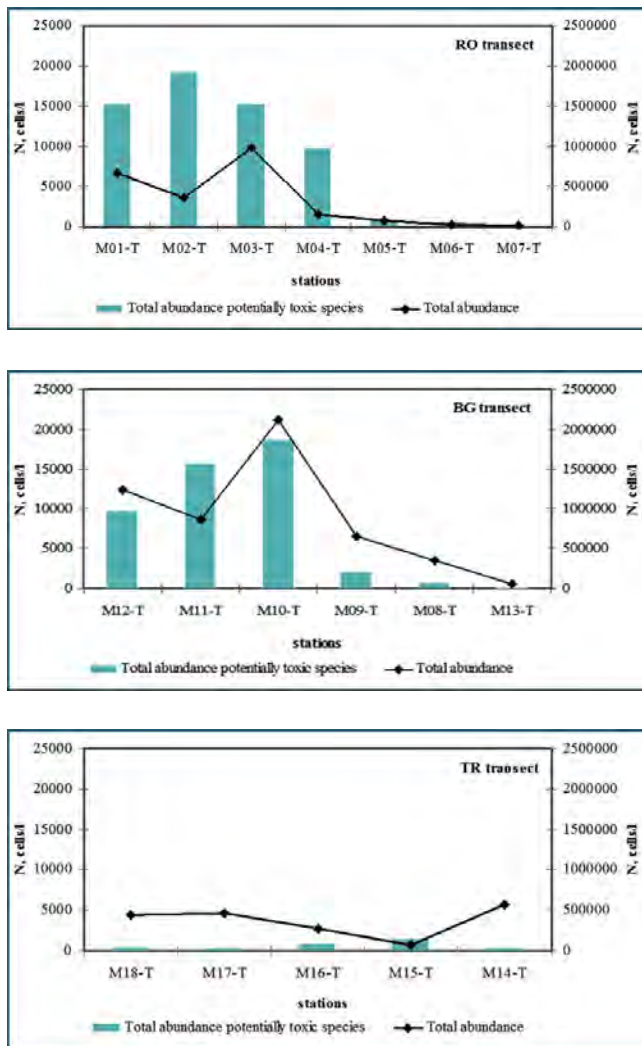 RO transect
25000
20000
15000
10000
5000
0
N, cells/l
2500000
2000000
1500000
1000000
500000
0
N, cells/l
M01-T M02-T M03-T M04-T M05-T M06-T M07-T
stations
Total abundance potentially toxic species Total abundance
BG transect
25000
20000
15000
10000
5000
0
N, cells/l
2500000
2000000
1500000
1000000
500000
0
N, cells/l
M12-T M11-T M10-T M09-T M08-T M13-T
stations
Total abundance potentially toxic species Total abundance
TR transect
25000
20000
15000
10000
5000
0
N, cells/l
2500000
2000000
1500000
1000000
500000
0
N, cells/l
M18-T M17-T M16-T M15-T M14-T
stations
Total abundance potentially toxic species Total abundance